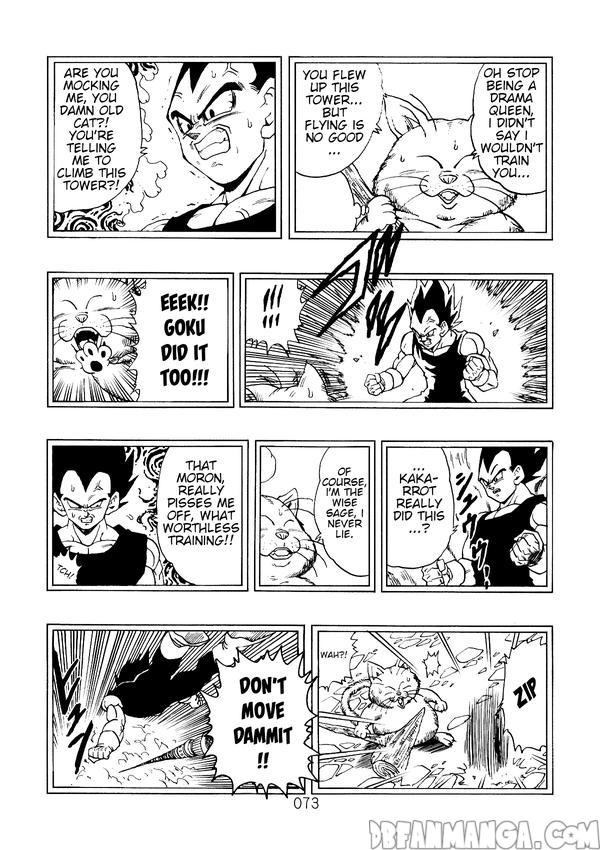 OH STOP
BEING A
DRAMA
QUEEN,
I DIDN'T
SAY I
WOULDN'T
TRAIN
YOU...
YOU FLEW
UP THIS
TOWER...
BUT
FLYING IS
NO GOOD
...
ARE YOU
MOCKING
ME, YOU
DAMN OLD
CAT?!
YOU'RE
TELLING
ME TO
CLIMB THIS
TOWER?!
!!!
EEEK!!
GOKU
DID IT
TOO!!!
...
KAKA-
RROT
REALLY
DID THIS
...?
OF
COURSE,
I'M THE
WISE
SAGE, I
NEVER
LIE.
THAT
MORON,
REALLY
PISSES ME
OFF, WHAT
WORTHLESS
TRAINING!!
TCH!
ZIP
WAH?!
DON'T
MOVE
DAMMIT
!!
073
DBFANMANGA.COM